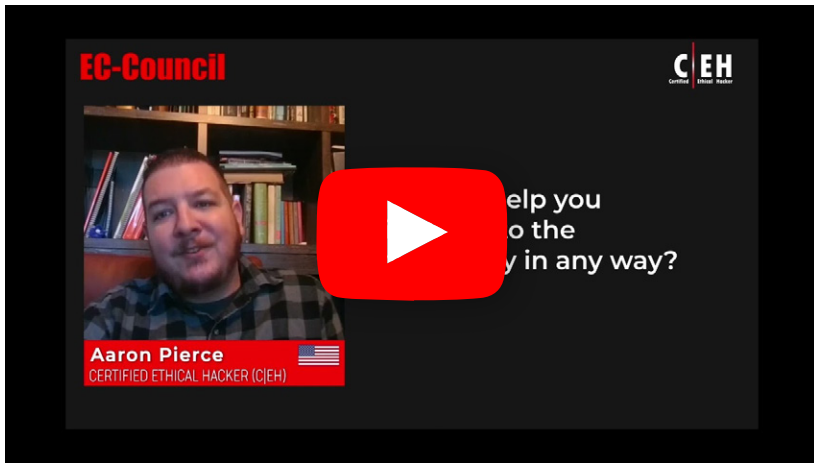 EC-Council
C EH
Certified Ethical Hacker
elp you
o the
y in any way?
Aaron Pierce
CERTIFIED ETHICAL HACKER (C|EH)